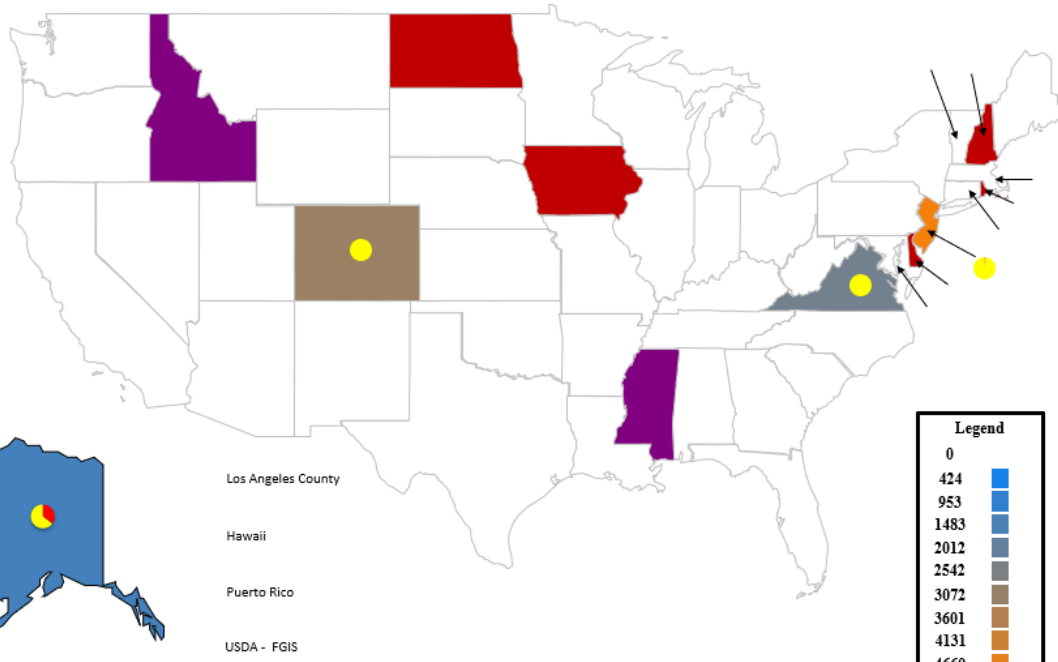 Legend
0
424
953
1483
2012
2542
3072
3601
4131
Los Angeles County
Hawaii
Puerto Rico
USDA - FGIS